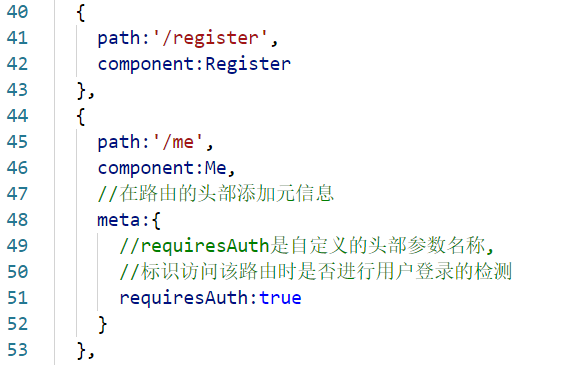 40 {
41 path:'/register',
42 component:Register
43 },
44 {
45 path:'/me',
46 component:Me,
47 //在路由的头部添加元信息
48 meta:{
49 //requiresAuth是自定义的头部参数名称,
50 //标识访问该路由时是否进行用户登录的检测
51 requiresAuth:true
52 }
53 },